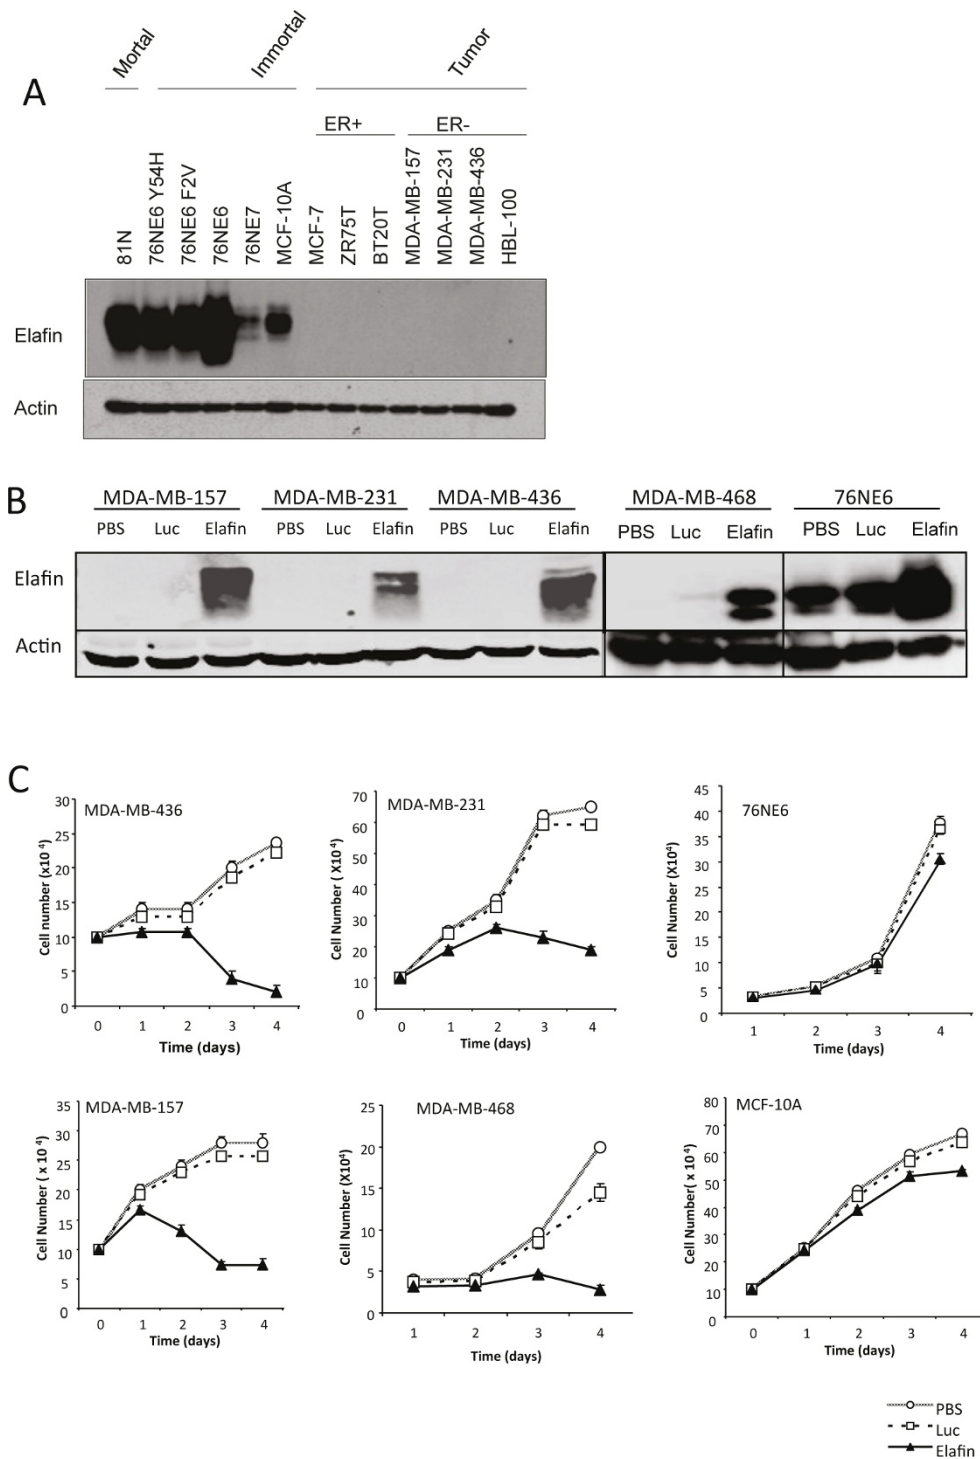 A
Mortal
Immortal
Tumor
ER+
ER-
81N
76NE6 Y54H
76NE6 F2V
76NE6
76NE7
MCF-10A
MCF-7
ZR75T
BT20T
MDA-MB-157
MDA-MB-231
MDA-MB-436
HBL-100
Elafin
Actin
B
MDA-MB-157 MDA-MB-231 MDA-MB-436 MDA-MB-468 76NE6
PBS Luc Elafin PBS Luc Elafin PBS Luc Elafin PBS Luc Elafin PBS Luc Elafin
Elafin
Actin
C
MDA-MB-436
Cell Number (x10⁴)
30
25
20
15
10
5
0
0 1 2 3 4
Time (days)
MDA-MB-231
Cell Number ( X10⁴)
70
60
50
40
30
20
10
0
0 1 2 3 4
Time (days)
76NE6
Cell Number (X10⁴)
45
40
35
30
25
20
15
10
5
0
1 2 3 4
Time (days)
MDA-MB-157
Cell Number ( x 10⁴)
35
30
25
20
15
10
5
0
0 1 2 3 4
Time (days)
MDA-MB-468
Cell Number (X10⁴)
25
20
15
10
5
0
1 2 3 4
Time (days)
MCF-10A
Cell Number( x 10⁴)
80
70
60
50
40
30
20
10
0
0 1 2 3 4
Time (days)
PBS
Luc
Elafin